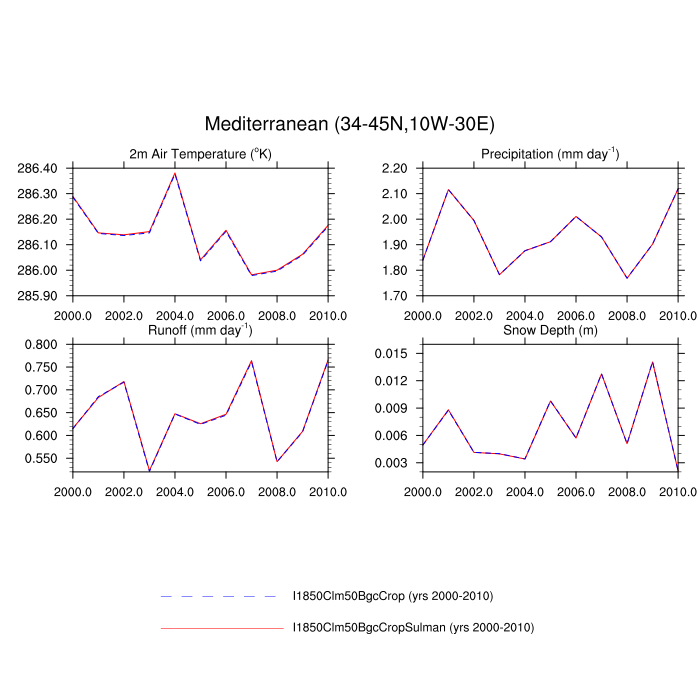 Mediterranean (34-45N,10W-30E)
2m Air Temperature (°K)
Precipitation (mm day⁻¹)
286.40
286.30
286.20
286.10
286.00
285.90
2000.0 2002.0 2004.0 2006.0 2008.0 2010.0
2.20
2.10
2.00
1.90
1.80
1.70
2000.0 2002.0 2004.0 2006.0 2008.0 2010.0
Runoff (mm day⁻¹)
Snow Depth (m)
0.800
0.750
0.700
0.650
0.600
0.550
2000.0 2002.0 2004.0 2006.0 2008.0 2010.0
0.015
0.012
0.009
0.006
0.003
2000.0 2002.0 2004.0 2006.0 2008.0 2010.0
I1850Clm50BgcCrop (yrs 2000-2010)
I1850Clm50BgcCropSulman (yrs 2000-2010)